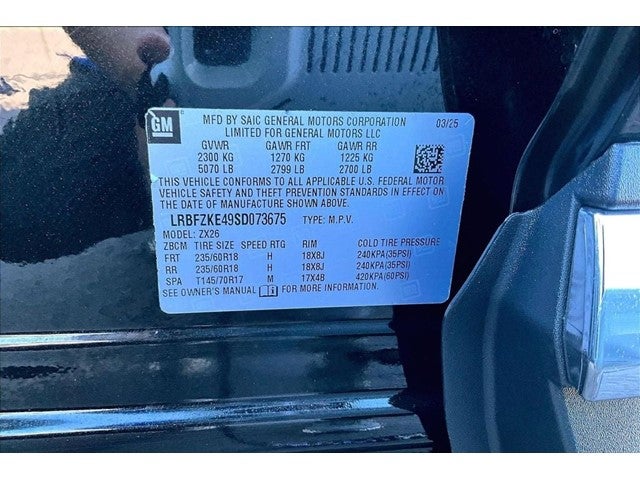 GM
MFD BY SAIC GENERAL MOTORS CORPORATION 03/25
LIMITED FOR GENERAL MOTORS LLC
GVWR GAWR FRT GAWR RR
2300 KG 1270 KG 1225 KG
5070 LB 2799 LB 2700 LB
THIS VEHICLE CONFORMS TO ALL APPLICABLE U.S. FEDERAL MOTOR
VEHICLE SAFETY AND THEFT PREVENTION STANDARDS IN EFFECT ON
THE DATE OF MANUFACTURE SHOWN ABOVE.
LRBFZKE49SD073675 TYPE: M.P.V.
MODEL: ZX26
ZBCM TIRE SIZE SPEED RTG RIM COLD TIRE PRESSURE
FRT 235/60R18 H 18X8J 240KPA(35PSI)
RR 235/60R18 H 18X8J 240KPA(35PSI)
SPA T145/70R17 M 17X4B 420KPA(60PSI)
SEE OWNER'S MANUAL FOR MORE INFORMATION